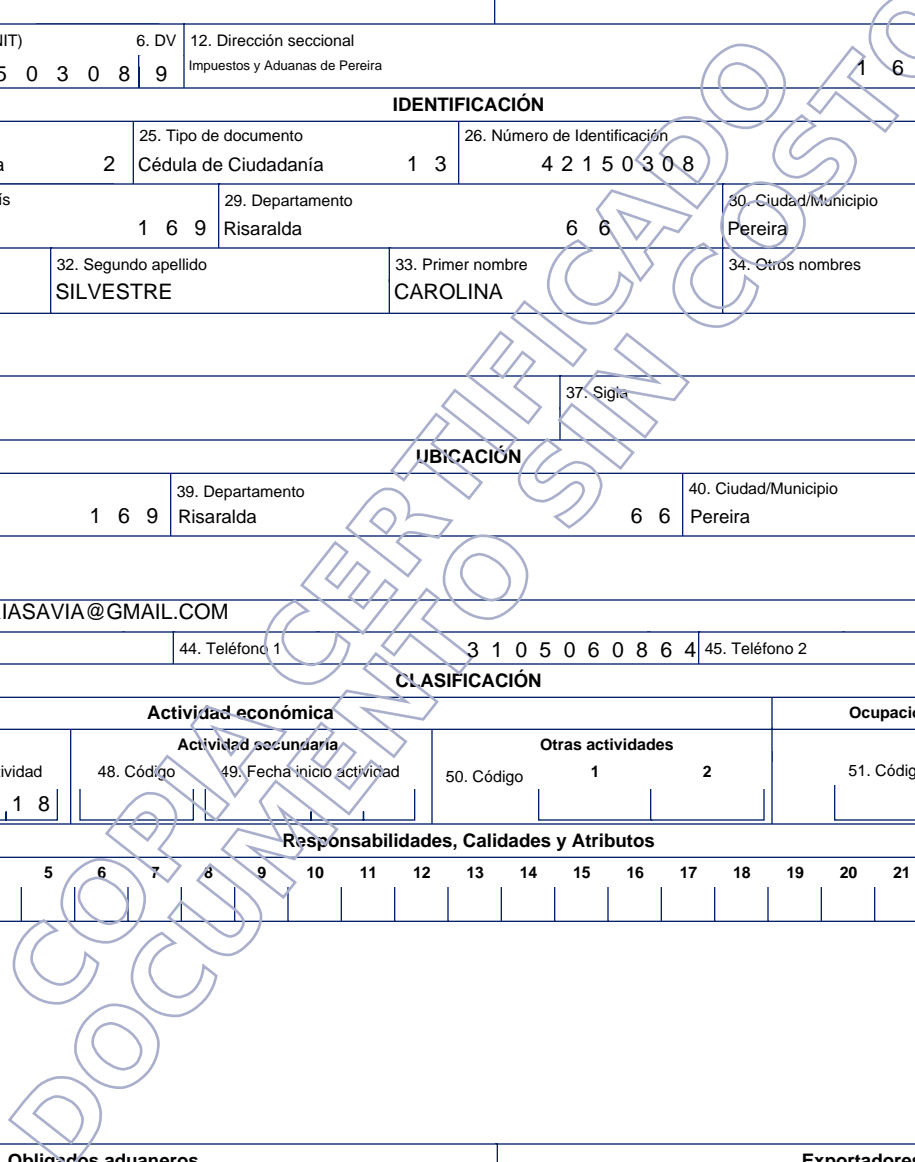 NIT) 6. DV 12. Dirección seccional
5 0 3 0 8 9 Impuestos y Aduanas de Pereira 1 6
IDENTIFICACIÓN
25. Tipo de documento 26. Número de Identificación
a 2 Cédula de Ciudadanía 1 3 4 2 1 5 0 3 0 8
ís 29. Departamento 30. Ciudad/Municipio
1 6 9 Risaralda 6 6 Pereira
32. Segundo apellido 33. Primer nombre 34. Otros nombres
SILVESTRE CAROLINA
37. Sigla
UBICACIÓN
39. Departamento 40. Ciudad/Municipio
1 6 9 Risaralda 6 6 Pereira
IASAVIA@GMAIL.COM
44. Teléfono 1 3 1 0 5 0 6 0 8 6 4 45. Teléfono 2
CLASIFICACIÓN
Actividad económica Ocupació
Actividad secundaria Otras actividades
ividad 48. Código 49. Fecha inicio actividad 50. Código 1 2 51. Códig
1 8
Responsabilidades, Calidades y Atributos
5 6 7 8 9 10 11 12 13 14 15 16 17 18 19 20 21
Obligados aduaneros Exportadores
COPIA CERTIFICADO
DOCUMENTO SIN COSTO